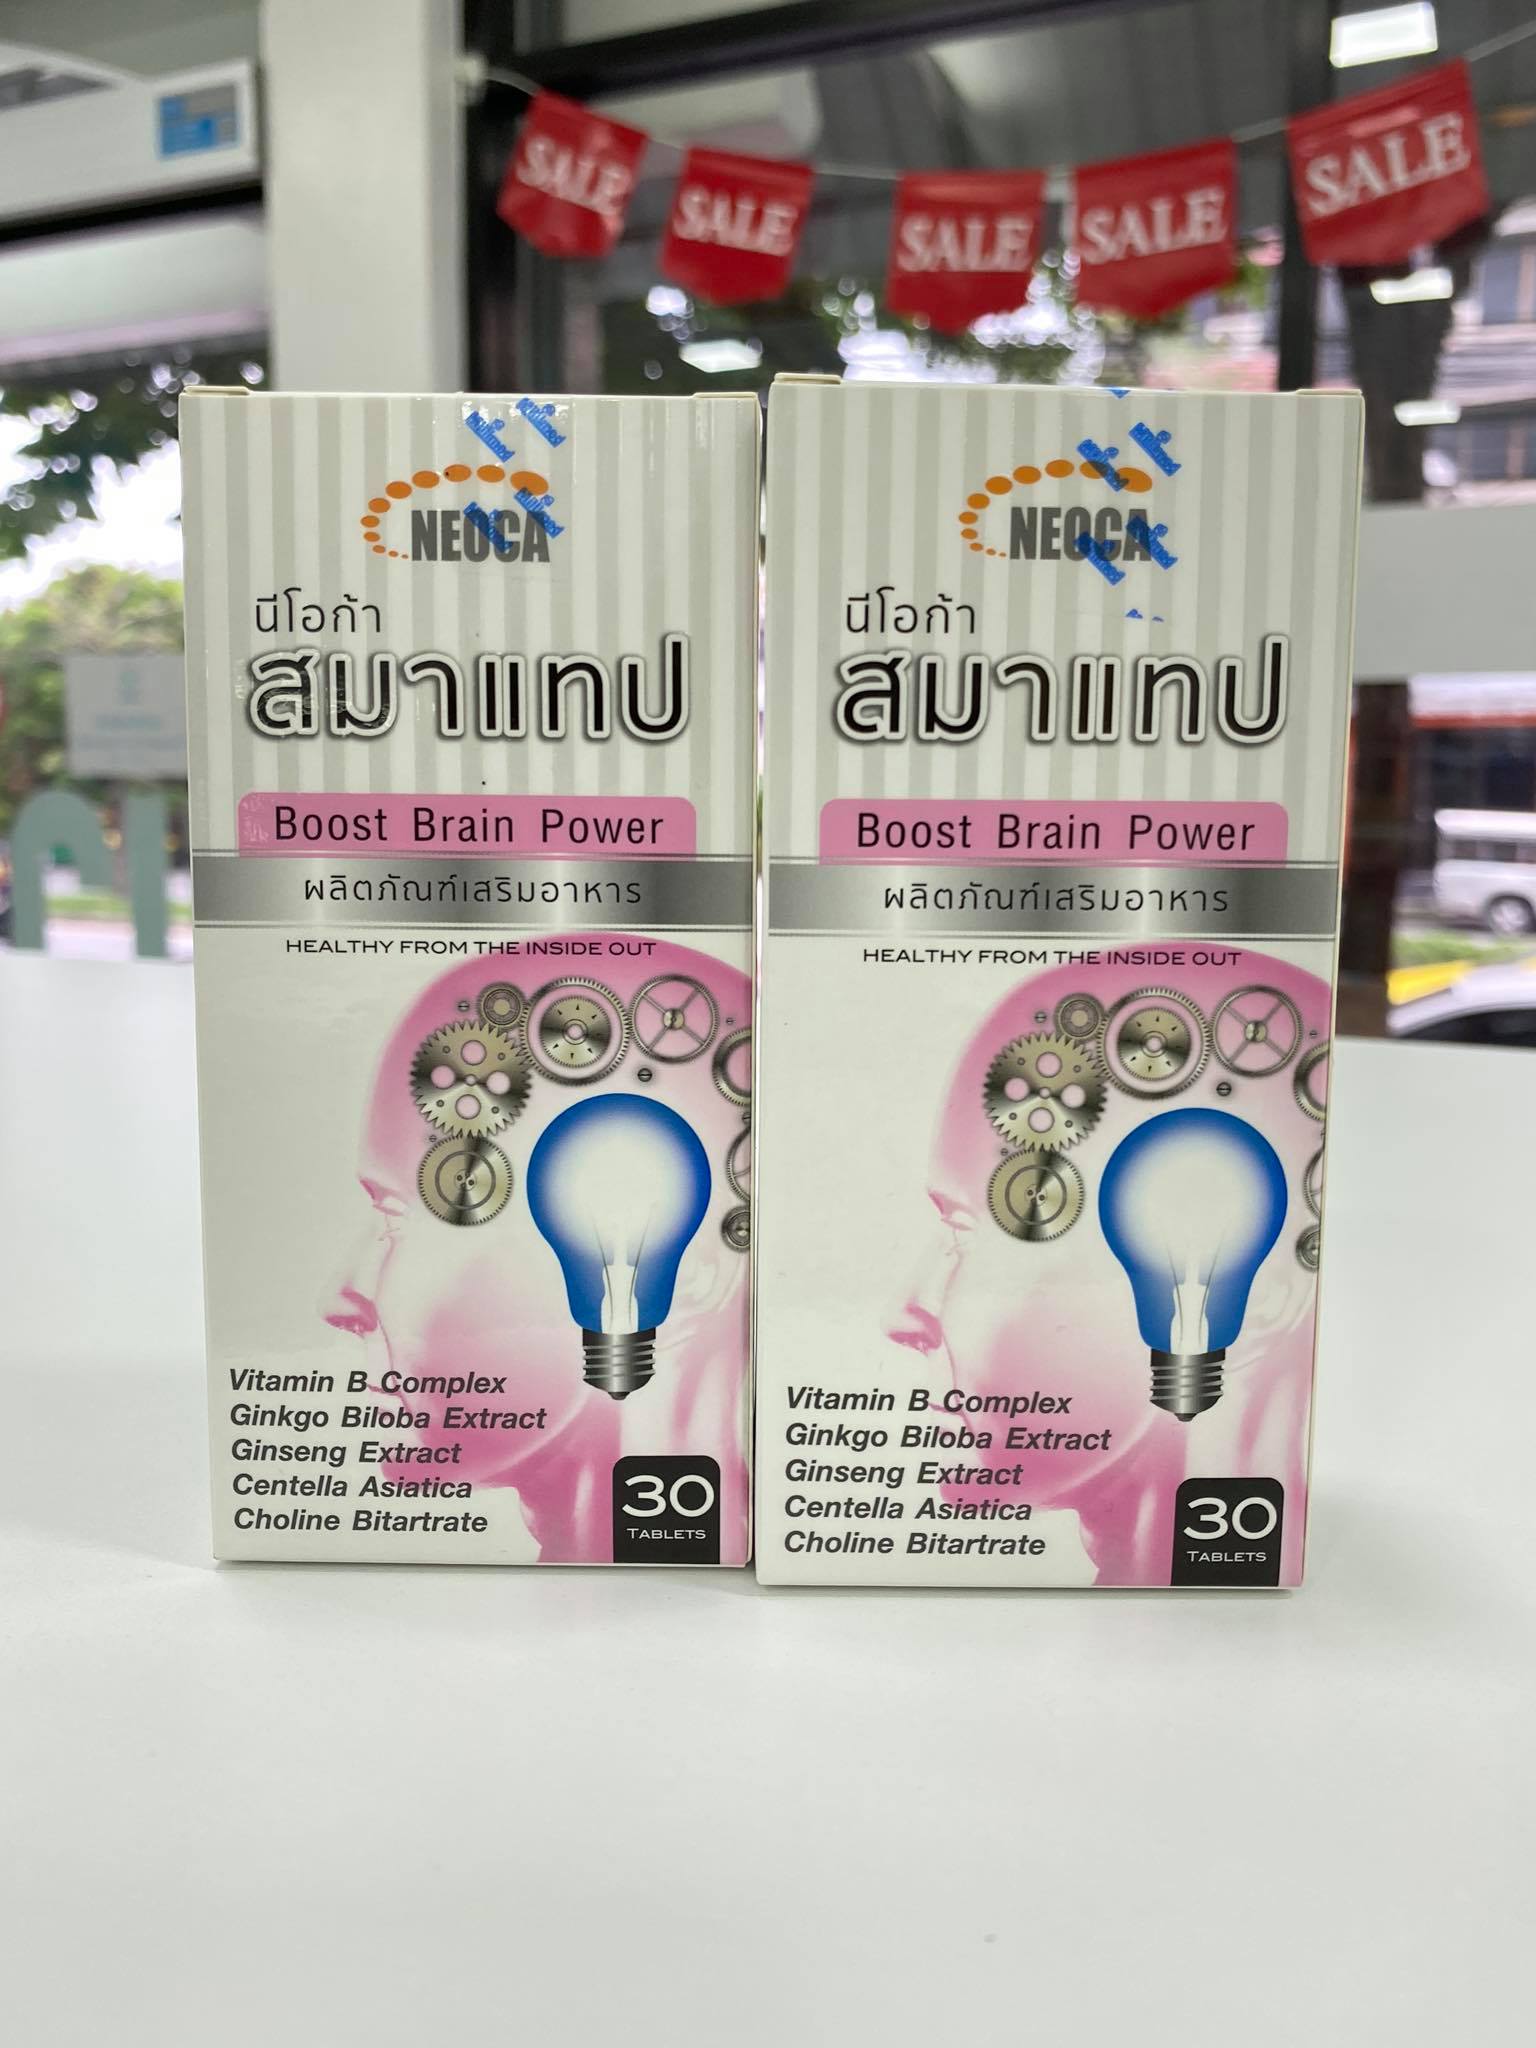 SALE
SALE
SALE
SALE
SALE
NEOCA
นีโอก้า
สมาแทป
Boost Brain Power
ผลิตภัณฑ์เสริมอาหาร
HEALTHY FROM THE INSIDE OUT
Vitamin B Complex
Ginkgo Biloba Extract
Ginseng Extract
Centella Asiatica
Choline Bitartrate
30
TABLETS
NEOCA
นีโอก้า
สมาแทป
Boost Brain Power
ผลิตภัณฑ์เสริมอาหาร
HEALTHY FROM THE INSIDE OUT
Vitamin B Complex
Ginkgo Biloba Extract
Ginseng Extract
Centella Asiatica
Choline Bitartrate
30
TABLETS